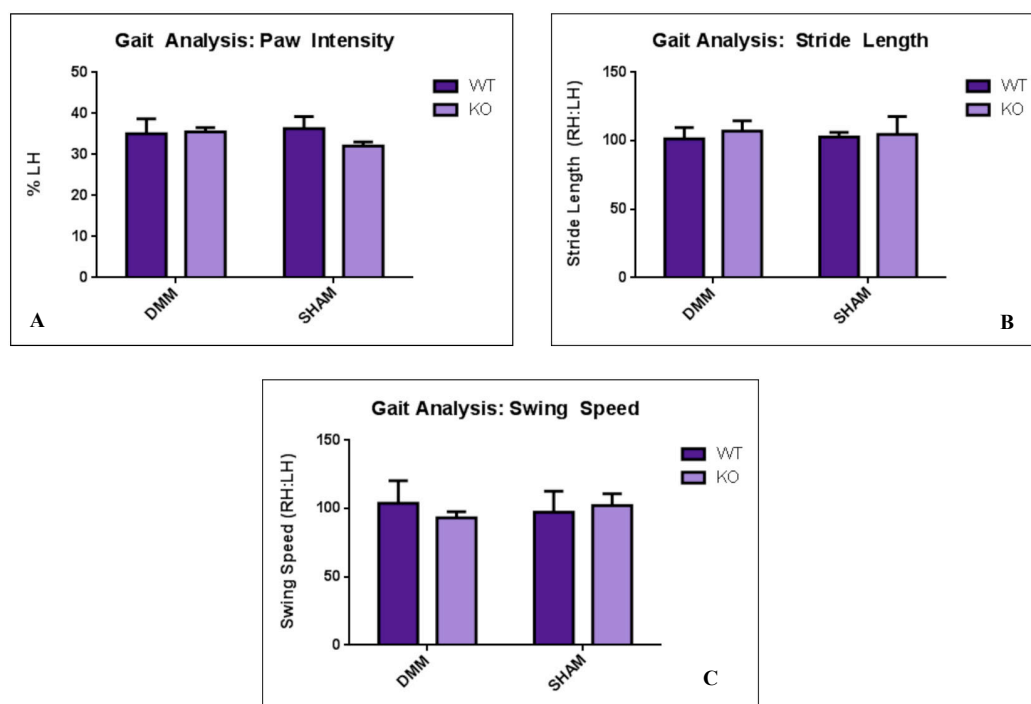 Gait Analysis: Paw Intensity
50
40
30
20
10
0
% LH
DMM
SHAM
WT
KO
A
Gait Analysis: Stride Length
150
100
50
0
Stride Length (RH:LH)
DMM
SHAM
WT
KO
B
Gait Analysis: Swing Speed
150
100
50
0
Swing Speed (RH:LH)
DMM
SHAM
WT
KO
C